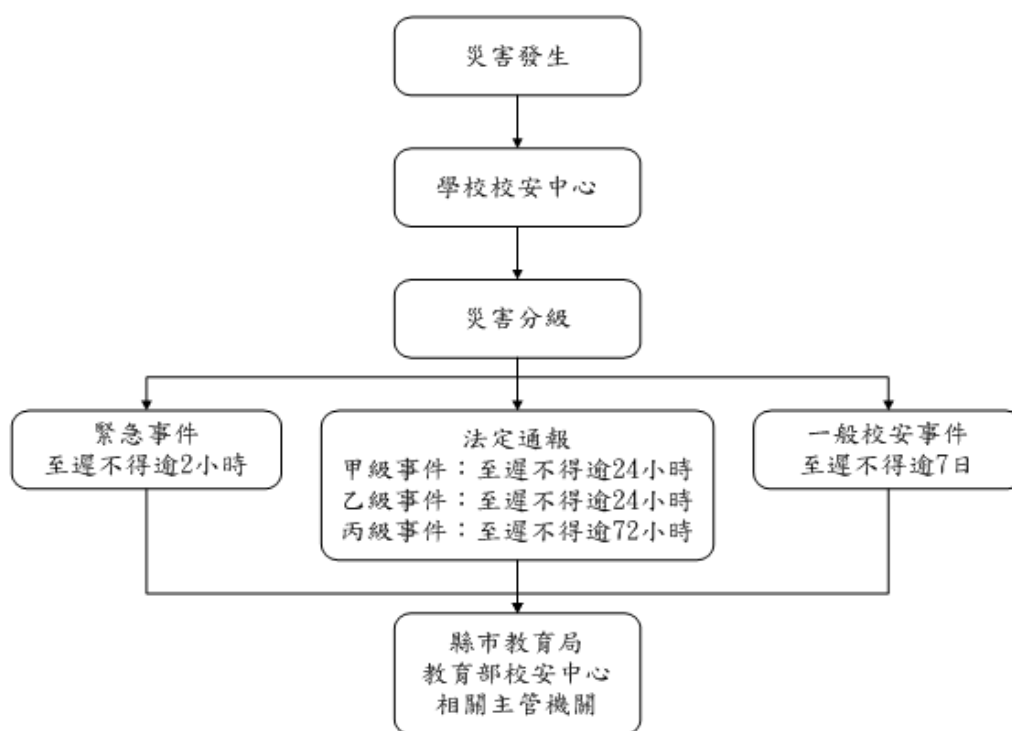 災害發生
學校校安中心
災害分級
緊急事件
至遲不得逾2小時
法定通報
甲級事件：至遲不得逾24小時
乙級事件：至遲不得逾24小時
丙級事件：至遲不得逾72小時
一般校安事件
至遲不得逾7日
縣市教育局
教育部校安中心
相關主管機關